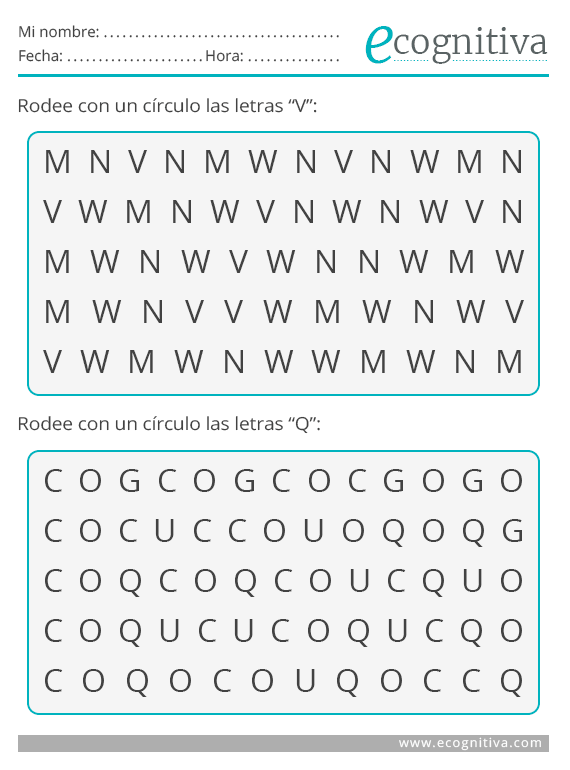 Mi nombre: .....................................
Fecha: .....................Hora: ...............
ecognitiva
Rodee con un círculo las letras “V”:
M N V N M W N V N W M N
V W M N W V N W N W V N
M W N W V W N N W M W
M W N V V W M W N W V
V W M W N W W M W N M
Rodee con un círculo las letras “Q”:
C O G C O G C O C G O G O
C O C U C C O U O Q O Q G
C O Q C O Q C O U C Q U O
C O Q U C U C O Q U C Q O
C O Q O C O U Q O C C Q
www.ecognitiva.com